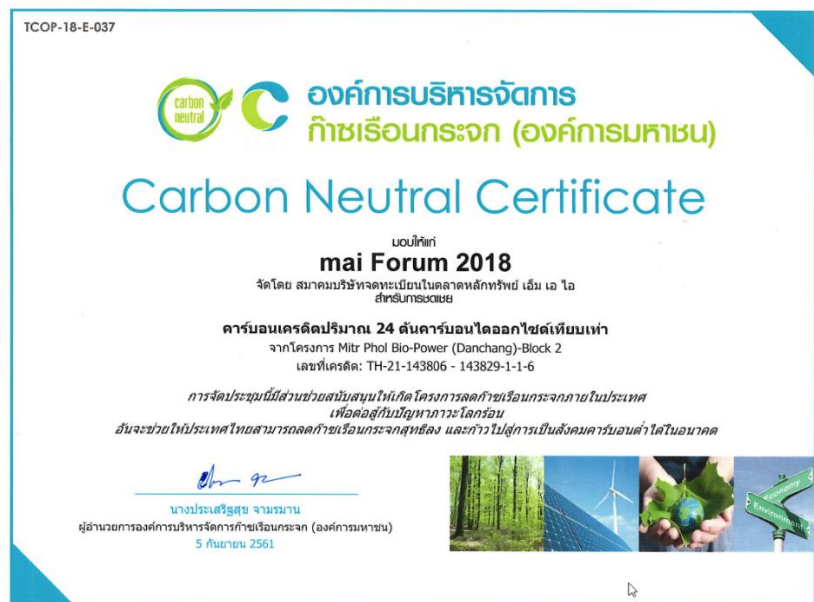 TCOP-18-E-037
carbon
neutral
องค์การบริหารจัดการ
ก๊าซเรือนกระจก (องค์การมหาชน)
Carbon Neutral Certificate
มอบให้แก่
mai Forum 2018
จัดโดย สมาคมบริษัทจดทะเบียนในตลาดหลักทรัพย์ เอ็ม เอ ไอ
สำหรับการชดเชย
คาร์บอนเครดิตปริมาณ 24 ตันคาร์บอนไดออกไซด์เทียบเท่า
จากโครงการ Mitr Phol Bio-Power (Danchang)-Block 2
เลขที่เครดิต: TH-21-143806 - 143829-1-1-6
การจัดประชุมนี้มีส่วนช่วยสนับสนุนให้เกิดโครงการลดก๊าซเรือนกระจกภายในประเทศ
เพื่อต่อสู้กับปัญหาภาวะโลกร้อน
อันจะช่วยให้ประเทศไทยสามารถลดก๊าซเรือนกระจกสุทธิลง และก้าวไปสู่การเป็นสังคมคาร์บอนต่ำได้ในอนาคต
นางประเสริฐสุข จามรมาน
ผู้อำนวยการองค์การบริหารจัดการก๊าซเรือนกระจก (องค์การมหาชน)
5 กันยายน 2561
Economy
Environment